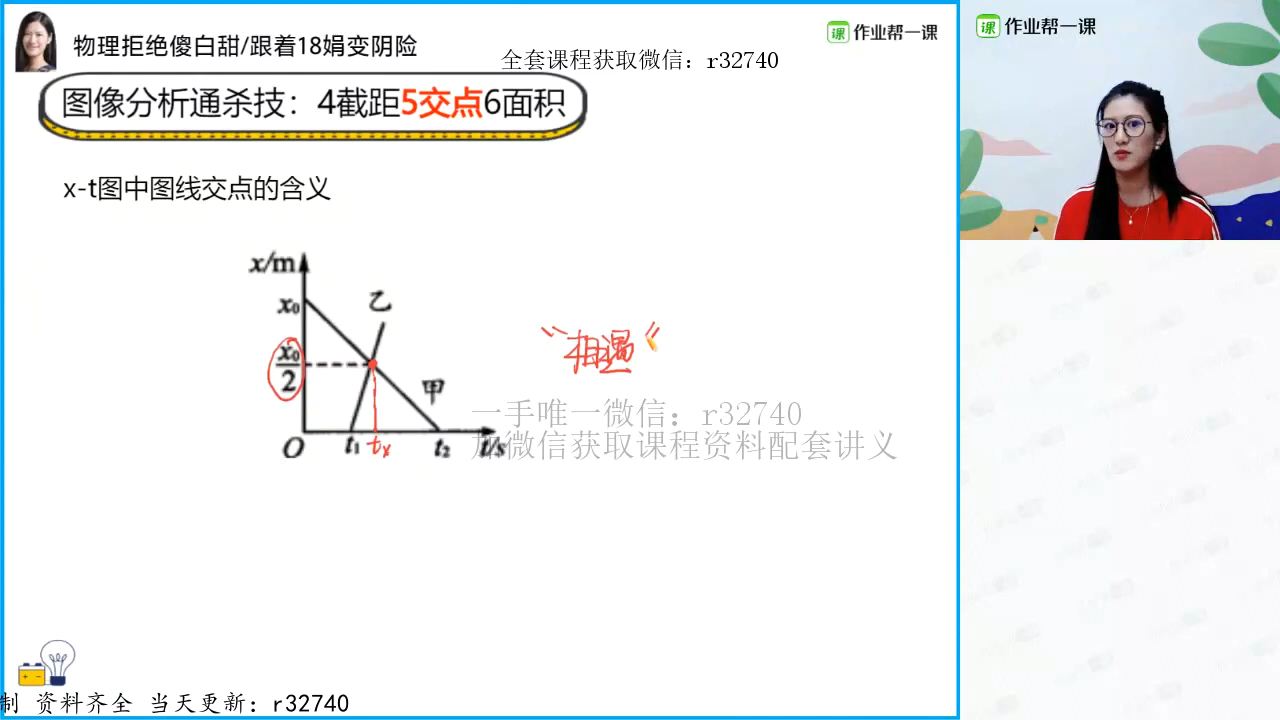 物理拒绝傻白甜/跟着18娟变阴险
课 作业帮一课
课 作业帮一课
全套课程获取微信：r32740
图像分析通杀技：4截距5交点6面积
x-t图中图线交点的含义
x/m
x₀
乙
x₀/2
"相遇"
甲
O t₁ tx t₂ t/s
一手唯一微信：r32740
加微信获取课程资料配套讲义
制 资料齐全 当天更新：r32740